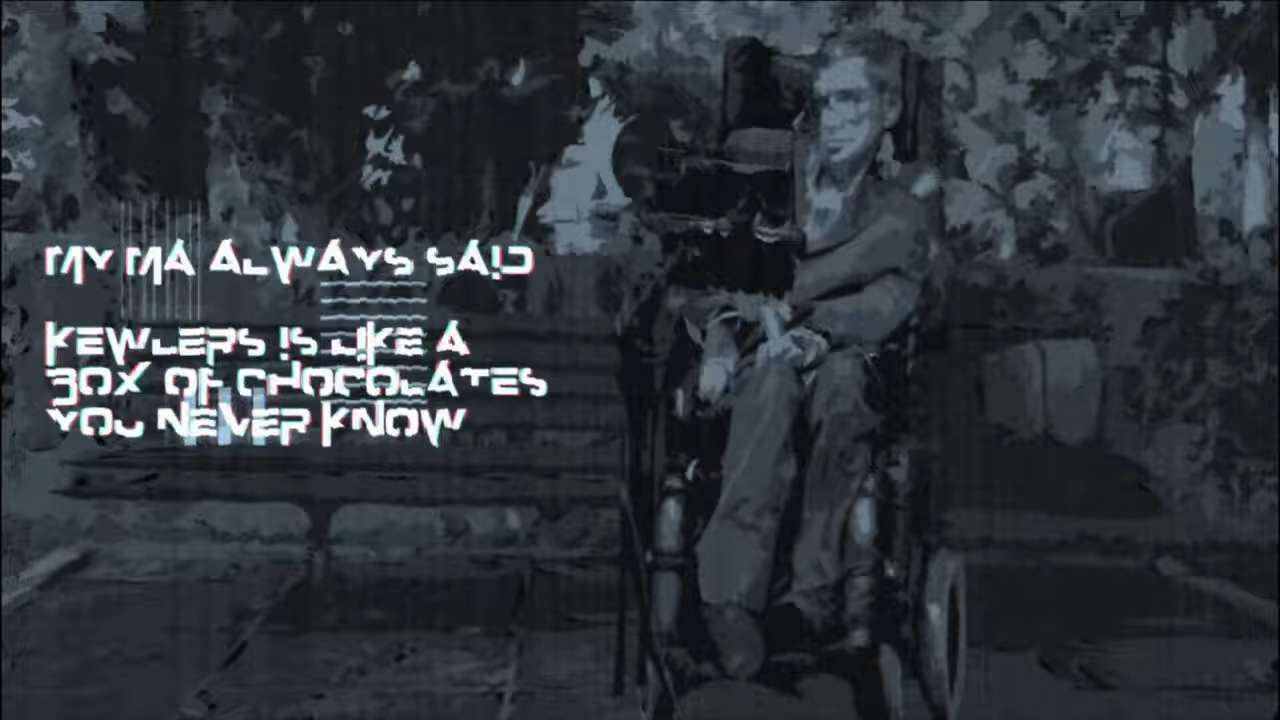 MY MA ALWAYS SAID
KEWLERS IS LIKE A
BOX OF CHOCOLATES
YOU NEVER KNOW